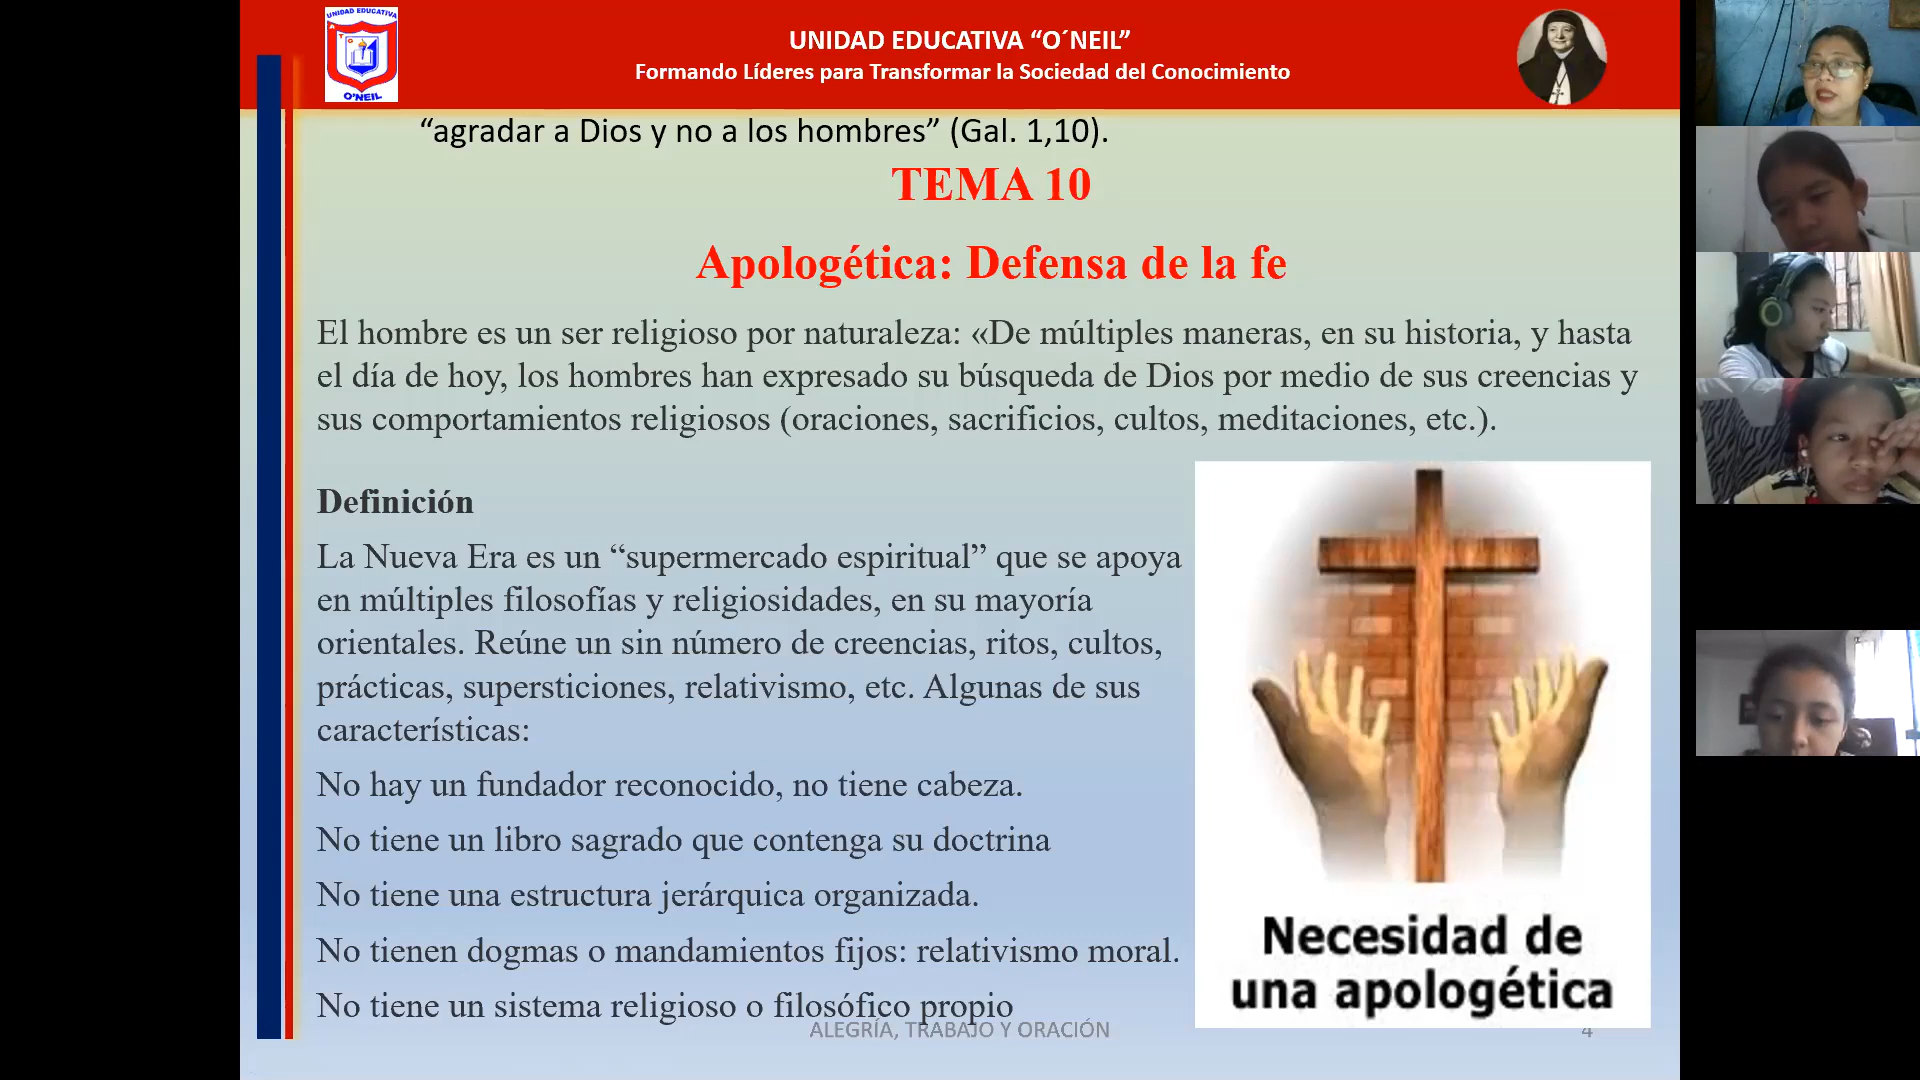 UNIDAD EDUCATIVA
A T O
O'NEIL
UNIDAD EDUCATIVA “O´NEIL”
Formando Líderes para Transformar la Sociedad del Conocimiento
“agradar a Dios y no a los hombres” (Gal. 1,10).
TEMA 10
Apologética: Defensa de la fe
El hombre es un ser religioso por naturaleza: «De múltiples maneras, en su historia, y hasta
el día de hoy, los hombres han expresado su búsqueda de Dios por medio de sus creencias y
sus comportamientos religiosos (oraciones, sacrificios, cultos, meditaciones, etc.).
Definición
La Nueva Era es un “supermercado espiritual” que se apoya
en múltiples filosofías y religiosidades, en su mayoría
orientales. Reúne un sin número de creencias, ritos, cultos,
prácticas, supersticiones, relativismo, etc. Algunas de sus
características:
No hay un fundador reconocido, no tiene cabeza.
No tiene un libro sagrado que contenga su doctrina
No tiene una estructura jerárquica organizada.
No tienen dogmas o mandamientos fijos: relativismo moral.
No tiene un sistema religioso o filosófico propio
Necesidad de
una apologética
ALEGRÍA, TRABAJO Y ORACIÓN
4